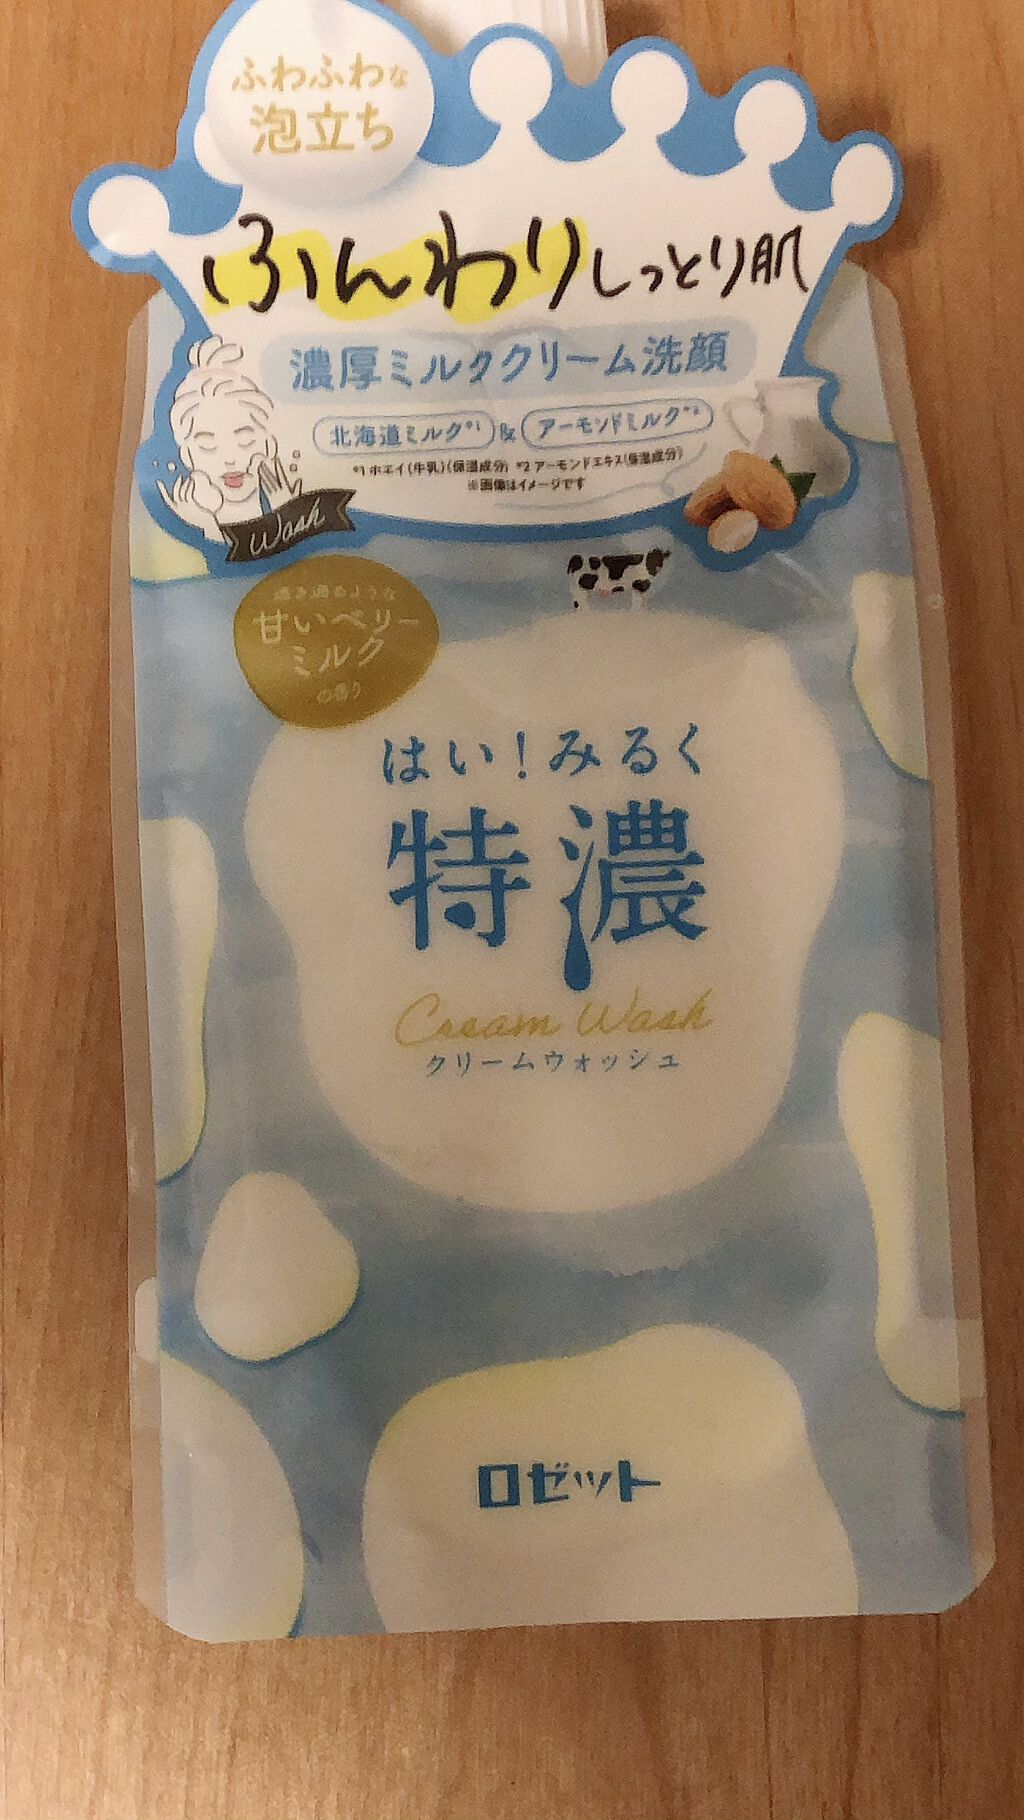 ふわふわな
泡立ち
ふんわりしっとり肌
濃厚ミルククリーム洗顔
北海道ミルク*1 & アーモンドミルク*2
*1 ホエイ(牛乳)(保湿成分) *2 アーモンドエキス(保湿成分)
※画像はイメージです
Wash
甘いベリー
ミルク
の香り
はい!みるく
特濃
Cream Wash
クリームウォッシュ
ロゼット